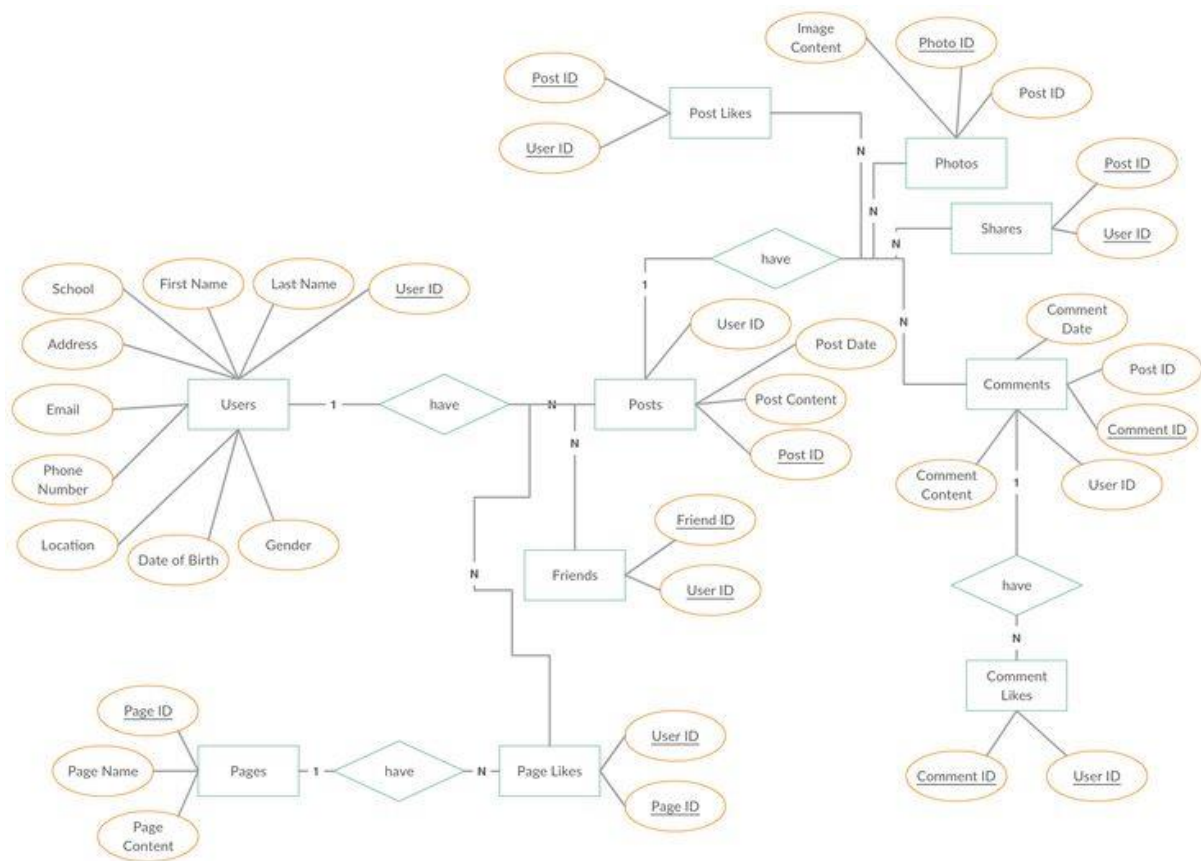 Image
Content
Photo ID
Post ID
Post ID
Post Likes
User ID
N
Photos
N
Post ID
Shares
User ID
N
have
1
School
First Name
Last Name
User ID
Address
Email
Phone
Number
Location
Date of Birth
Gender
Users
1
have
N
Posts
User ID
Post Date
Post Content
Post ID
N
Comment
Date
Post ID
Comments
Comment ID
Comment
Content
User ID
1
N
Friend ID
Friends
User ID
N
have
N
Comment
Likes
Comment ID
User ID
Page ID
Page Name
Page
Content
Pages
1
have
N
Page Likes
User ID
Page ID